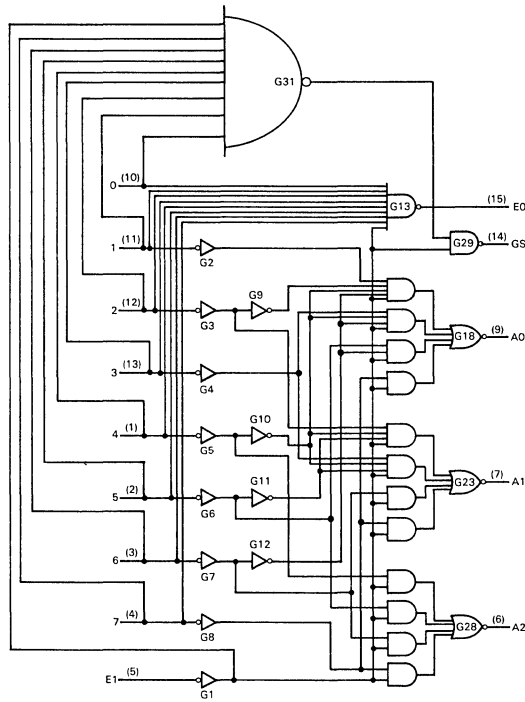 G31
0 (10)
G13
(15) E0
G29
(14) GS
1 (11)
G2
2 (12)
G3
G9
G18
(9) A0
3 (13)
G4
4 (1)
G5
G10
G23
(7) A1
5 (2)
G6
G11
6 (3)
G7
G12
7 (4)
G8
G28
(6) A2
E1 (5)
G1